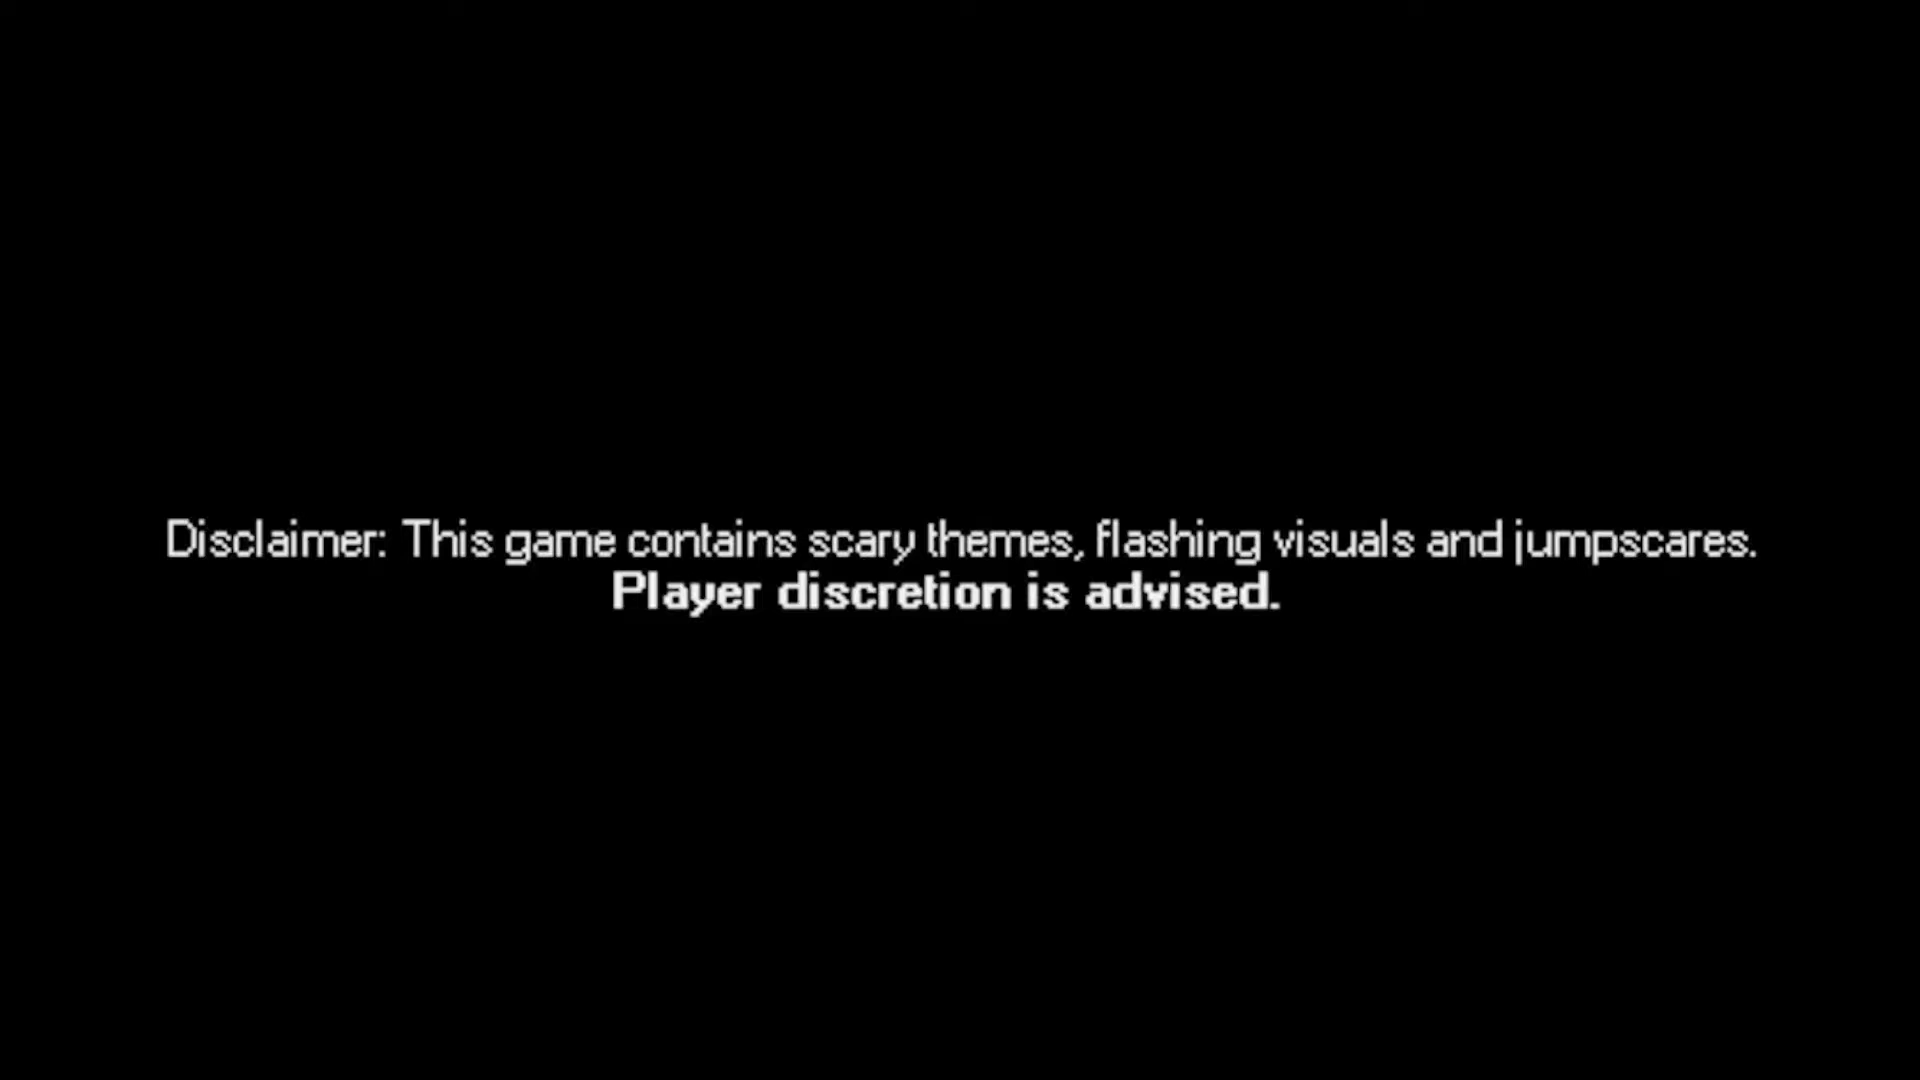 Disclaimer: This game contains scary themes, flashing visuals and jumpscares.
Player discretion is advised.